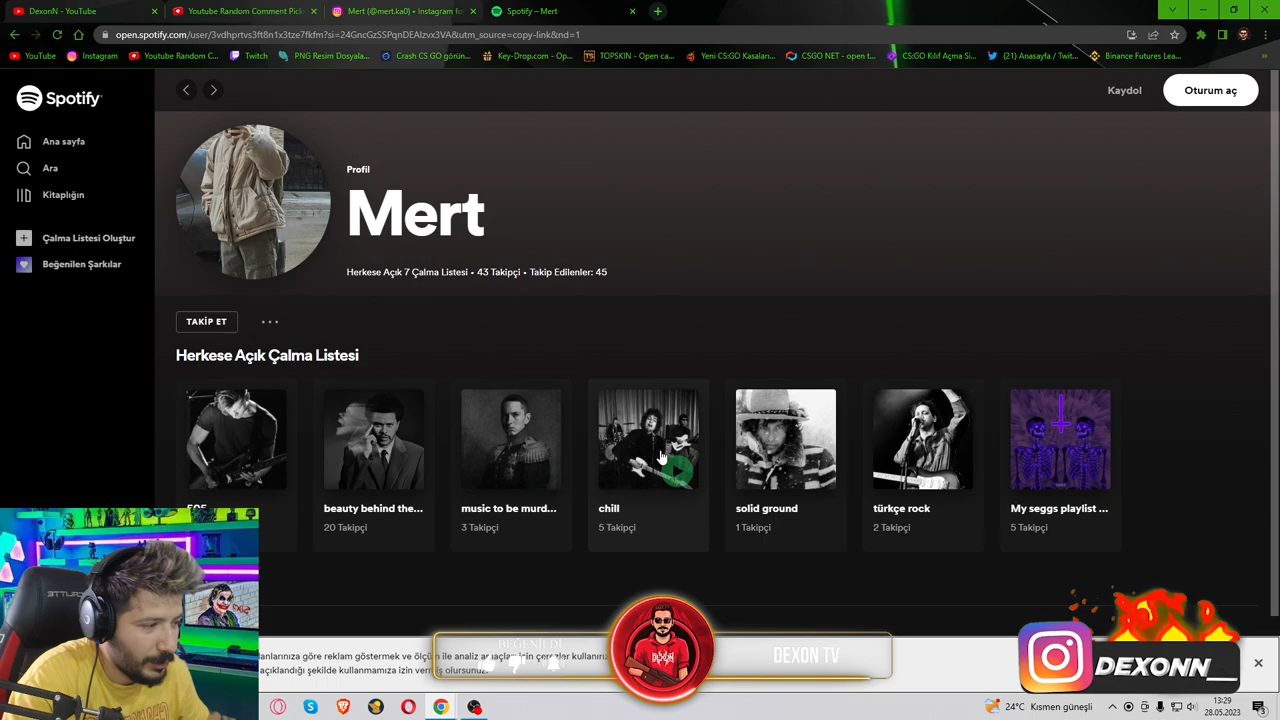 DexonN - YouTube
Youtube Random Comment Pick
Mert (@mert.ka0) • Instagram fo
Spotify – Mert
open.spotify.com/user/3vdhprtvs3ft8n1x3tze7fkfm?si=24GncGzSSPqnDEAIzvx3VA&utm_source=copy-link&nd=1
YouTube
Instagram
Youtube Random C...
Twitch
PNG Resim Dosyala...
Crash CS GO görün...
Key-Drop.com - Op...
TOPSKIN - Open ca...
Yeni CS:GO Kasaları...
CSGO NET - open t...
CS:GO Kılıf Açma Si...
(21) Anasayfa / Twit...
Binance Futures Lea...
Spotify
Kaydol
Oturum aç
Ana sayfa
Ara
Kitaplığın
Çalma Listesi Oluştur
Beğenilen Şarkılar
Profil
Mert
Herkese Açık 7 Çalma Listesi • 43 Takipçi • Takip Edilenler: 45
TAKİP ET
Herkese Açık Çalma Listesi
beauty behind the...
20 Takipçi
music to be murd...
3 Takipçi
chill
5 Takipçi
solid ground
1 Takipçi
türkçe rock
2 Takipçi
My seggs playlist ...
5 Takipçi
BEĞENİLDİ
DEXON TV
DEXONN__
24°C Kısmen güneşli
13:29
28.05.2023